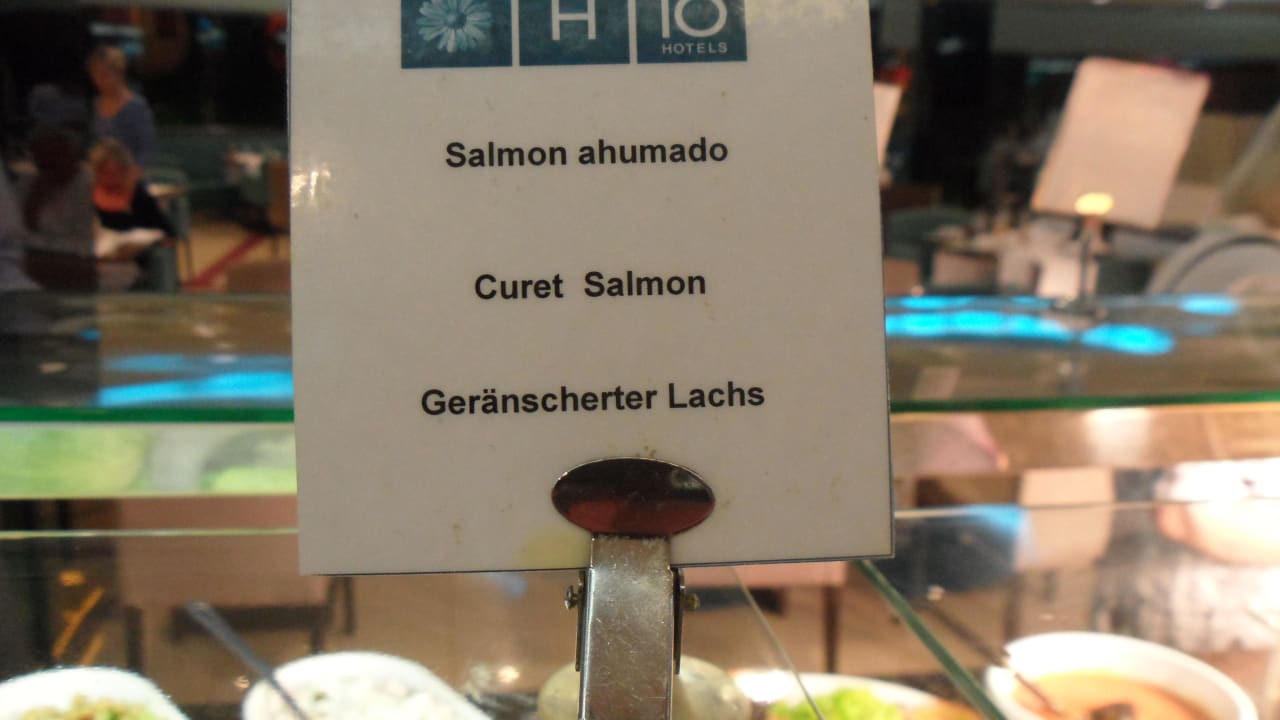 H
10
HOTELS
Salmon ahumado
Curet Salmon
Geränscherter Lachs